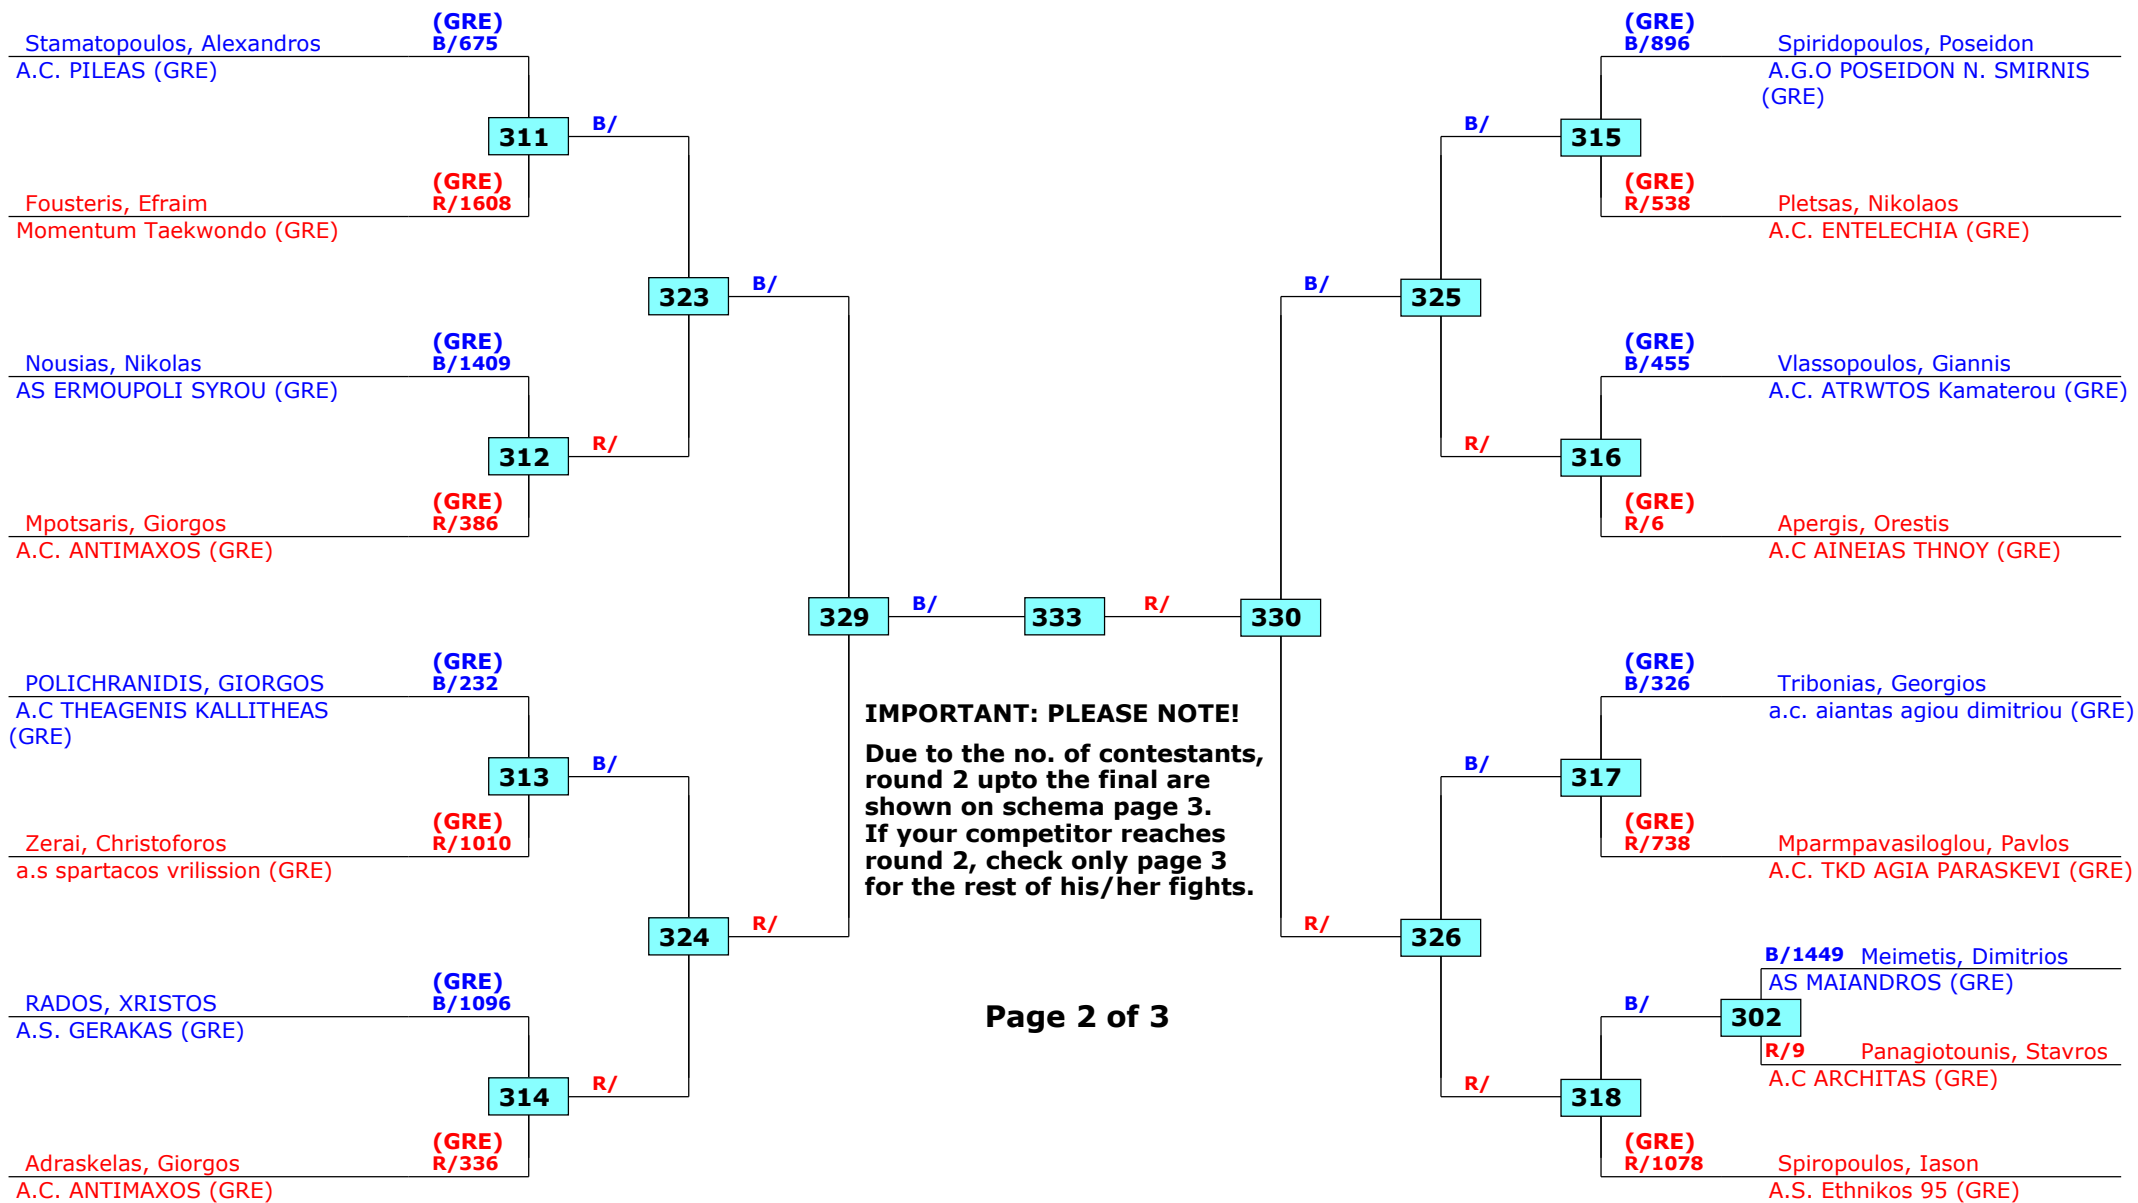 (GRE)
Stamatopoulos, Alexandros B/675
A.C. PILEAS (GRE)
311 B/
(GRE)
Fousteris, Efraim R/1608
Momentum Taekwondo (GRE)
323 B/
(GRE)
Nousias, Nikolas B/1409
AS ERMOUPOLI SYROU (GRE)
312 R/
(GRE)
Mpotsaris, Giorgos R/386
A.C. ANTIMAXOS (GRE)
329 B/ 333 R/ 330
(GRE)
POLICHRANIDIS, GIORGOS B/232
A.C THEAGENIS KALLITHEAS
(GRE)
313 B/
(GRE)
Zerai, Christoforos R/1010
a.s spartacos vrilission (GRE)
324 R/
(GRE)
RADOS, XRISTOS B/1096
A.S. GERAKAS (GRE)
314 R/
(GRE)
Adraskelas, Giorgos R/336
A.C. ANTIMAXOS (GRE)
IMPORTANT: PLEASE NOTE!
Due to the no. of contestants,
round 2 upto the final are
shown on schema page 3.
If your competitor reaches
round 2, check only page 3
for the rest of his/her fights.
Page 2 of 3
(GRE)
B/896 Spiridopoulos, Poseidon
A.G.O POSEIDON N. SMIRNIS
(GRE)
B/ 315
(GRE)
R/538 Pletsas, Nikolaos
A.C. ENTELECHIA (GRE)
B/ 325
(GRE)
B/455 Vlassopoulos, Giannis
A.C. ATRWTOS Kamaterou (GRE)
R/ 316
(GRE)
R/6 Apergis, Orestis
A.C AINEIAS THNOY (GRE)
(GRE)
B/326 Tribonias, Georgios
a.c. aiantas agiou dimitriou (GRE)
B/ 317
(GRE)
R/738 Mparmpavasiloglou, Pavlos
A.C. TKD AGIA PARASKEVI (GRE)
R/ 326
B/1449 Meimetis, Dimitrios
AS MAIANDROS (GRE)
B/ 302
R/9 Panagiotounis, Stavros
A.C ARCHITAS (GRE)
R/ 318
(GRE)
R/1078 Spiropoulos, Iason
A.S. Ethnikos 95 (GRE)